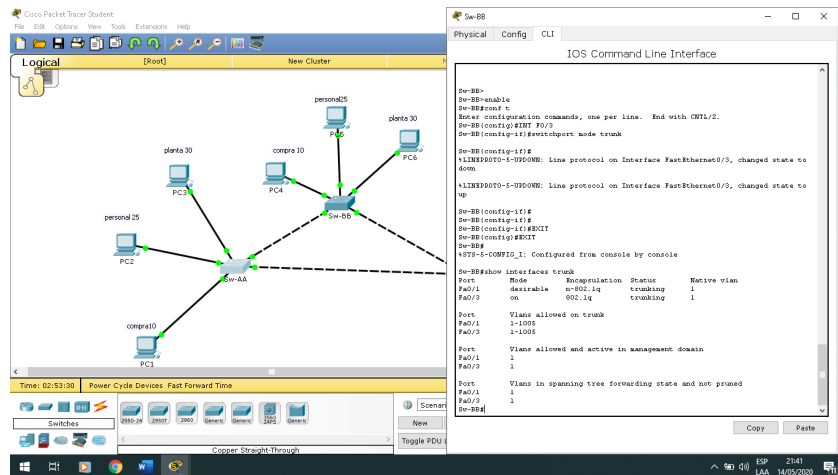 Cisco Packet Tracer Student
File Edit Options View Tools Extensions Help
Logical [Root] New Cluster
personal25
PC5
planta 30
PC6
planta 30
PC3
compra 10
PC4
Sw-BB
personal 25
PC2
Sw-AA
compra10
PC1
Time: 02:53:30 Power Cycle Devices Fast Forward Time
Scenari
Switches
2950-24 2950T 2960 Generic Generic 3560 24PS Generic
New
Toggle PDU L
Copper Straight-Through
Sw-BB
Physical Config CLI
IOS Command Line Interface
Sw-BB>
Sw-BB>enable
Sw-BB#conf t
Enter configuration commands, one per line. End with CNTL/Z.
Sw-BB(config)#INT F0/3
Sw-BB(config-if)#switchport mode trunk
Sw-BB(config-if)#
%LINEPROTO-5-UPDOWN: Line protocol on Interface FastEthernet0/3, changed state to
down
%LINEPROTO-5-UPDOWN: Line protocol on Interface FastEthernet0/3, changed state to
up
Sw-BB(config-if)#
Sw-BB(config-if)#
Sw-BB(config-if)#EXIT
Sw-BB(config)#EXIT
Sw-BB#
%SYS-5-CONFIG_I: Configured from console by console
Sw-BB#show interfaces trunk
Port Mode Encapsulation Status Native vlan
Fa0/1 desirable n-802.1q trunking 1
Fa0/3 on 802.1q trunking 1
Port Vlans allowed on trunk
Fa0/1 1-1005
Fa0/3 1-1005
Port Vlans allowed and active in management domain
Fa0/1 1
Fa0/3 1
Port Vlans in spanning tree forwarding state and not pruned
Fa0/1 1
Fa0/3 1
Sw-BB#
Copy Paste
ESP 21:41
LAA 14/05/2020